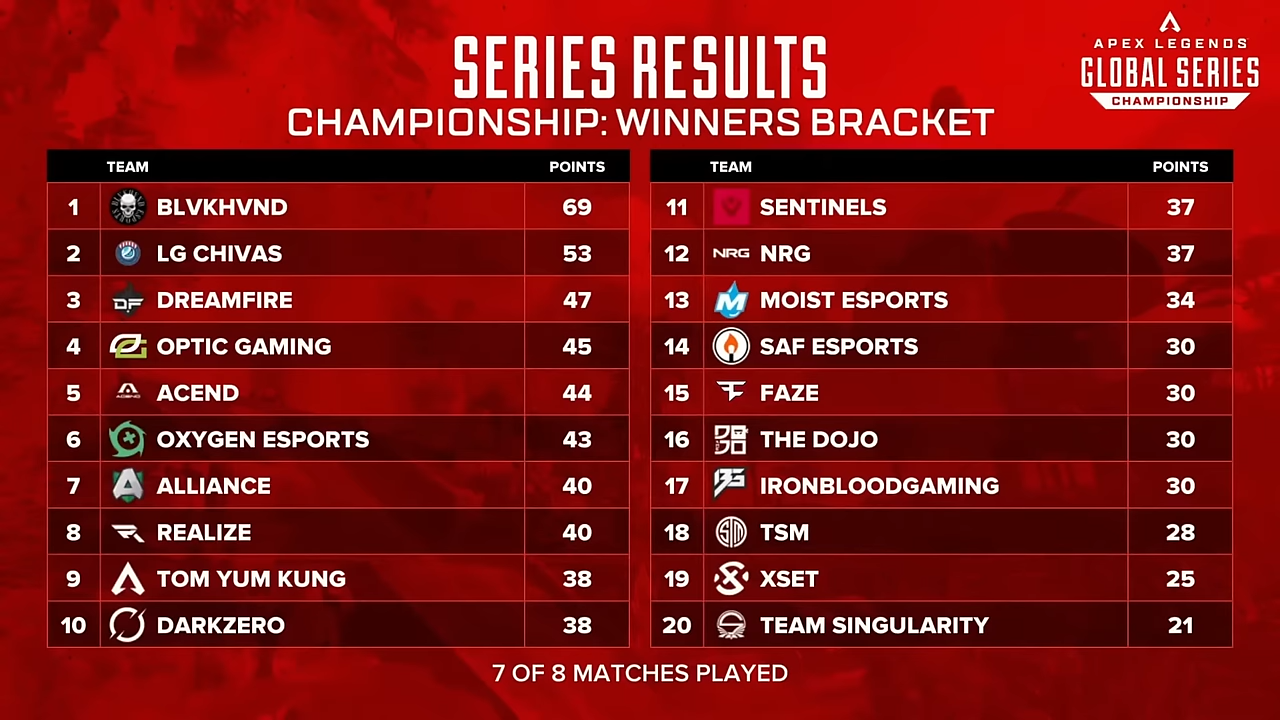 APEX LEGENDS
GLOBAL SERIES
CHAMPIONSHIP
SERIES RESULTS
CHAMPIONSHIP: WINNERS BRACKET
TEAM POINTS
1 BLVKHVND 69
2 LG CHIVAS 53
3 DF DREAMFIRE 47
4 OPTIC GAMING 45
5 ACEND ACEND 44
6 OXYGEN ESPORTS 43
7 ALLIANCE 40
8 REALIZE 40
9 TOM YUM KUNG 38
10 DARKZERO 38
TEAM POINTS
11 SENTINELS 37
12 NRG NRG 37
13 M MOIST ESPORTS 34
14 SAF ESPORTS 30
15 FAZE 30
16 THE DOJO 30
17 IRONBLOODGAMING 30
18 TSM TSM 28
19 XSET 25
20 TEAM SINGULARITY 21
7 OF 8 MATCHES PLAYED